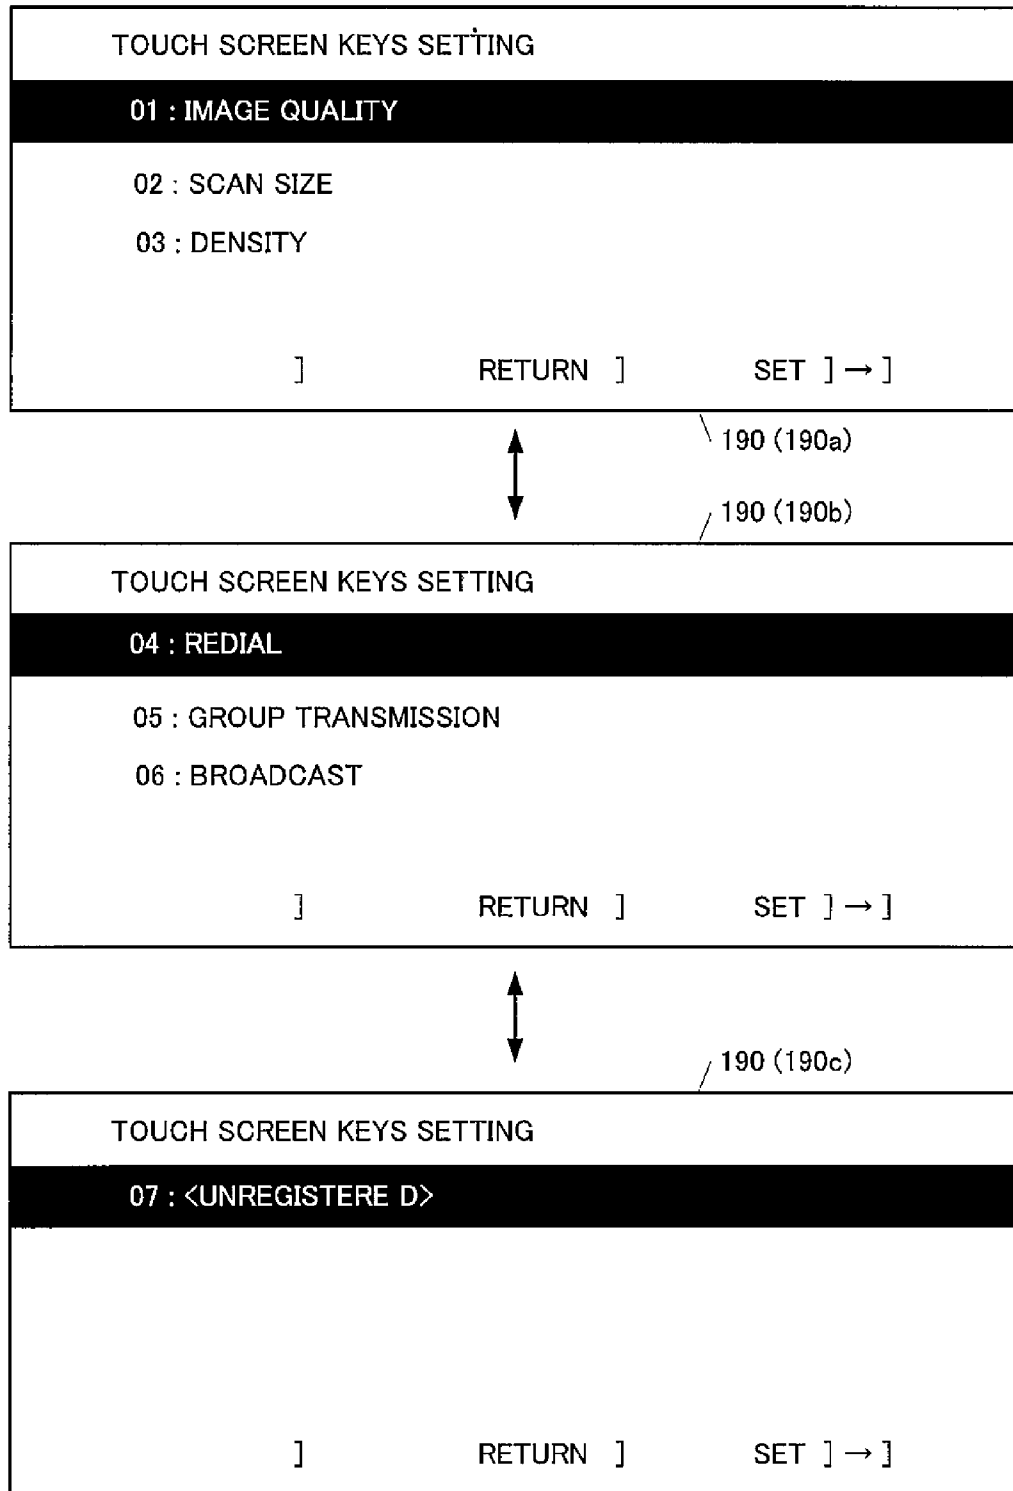 TOUCH SCREEN KEYS SETTING
01 : IMAGE QUALITY
02 : SCAN SIZE
03 : DENSITY
] RETURN ] SET ] → ]
190 (190a)
190 (190b)
TOUCH SCREEN KEYS SETTING
04 : REDIAL
05 : GROUP TRANSMISSION
06 : BROADCAST
] RETURN ] SET ] → ]
190 (190c)
TOUCH SCREEN KEYS SETTING
07 : <UNREGISTERE D>
] RETURN ] SET ] → ]